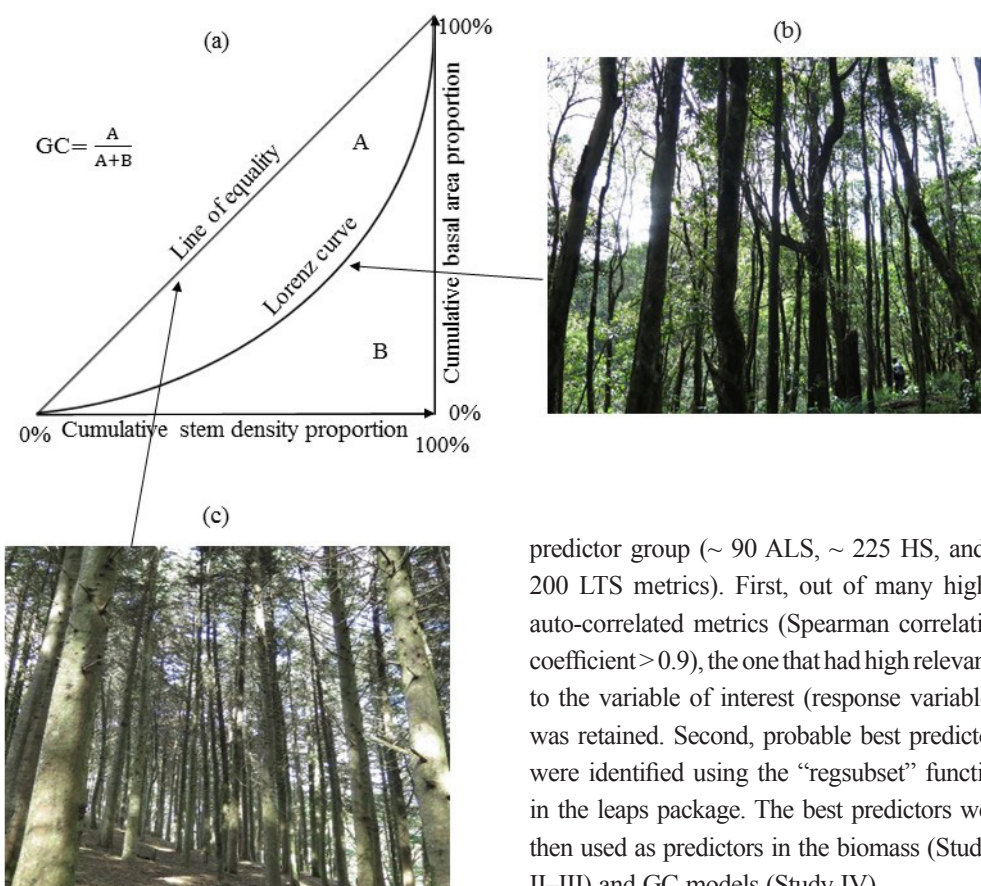 (a)
100%
GC= A
A+B
A
Line of equality
Lorenz curve
B
Cumulative basal area proportion
0%
0%
Cumulative stem density proportion
100%
(b)
(c)
predictor group (~ 90 ALS, ~ 225 HS, and
200 LTS metrics). First, out of many high
auto-correlated metrics (Spearman correlati
coefficient > 0.9), the one that had high relevan
to the variable of interest (response variable
was retained. Second, probable best predicto
were identified using the “regsubset” functi
in the leaps package. The best predictors we
then used as predictors in the biomass (Stud
II–III) and GC models (Study IV)